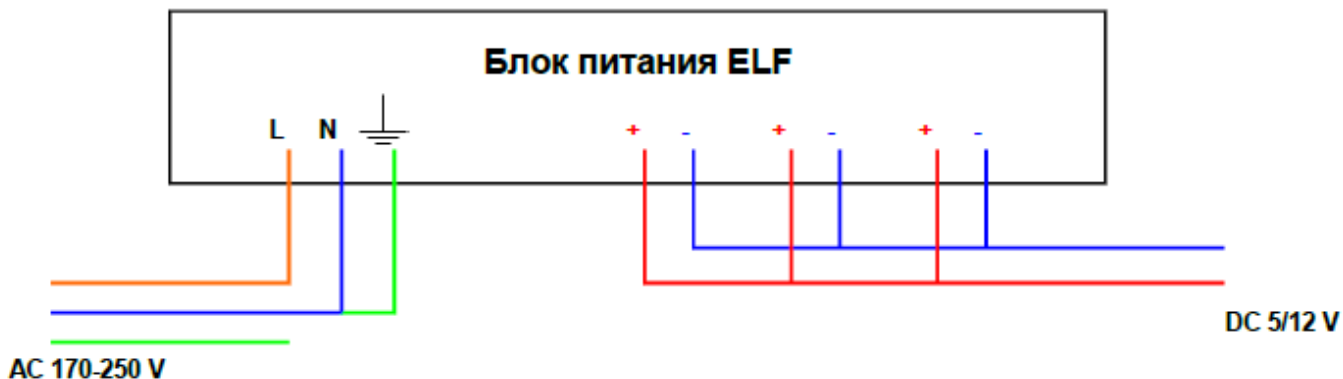 Блок питания ELF
L N + - + - + -
DC 5/12 V
AC 170-250 V